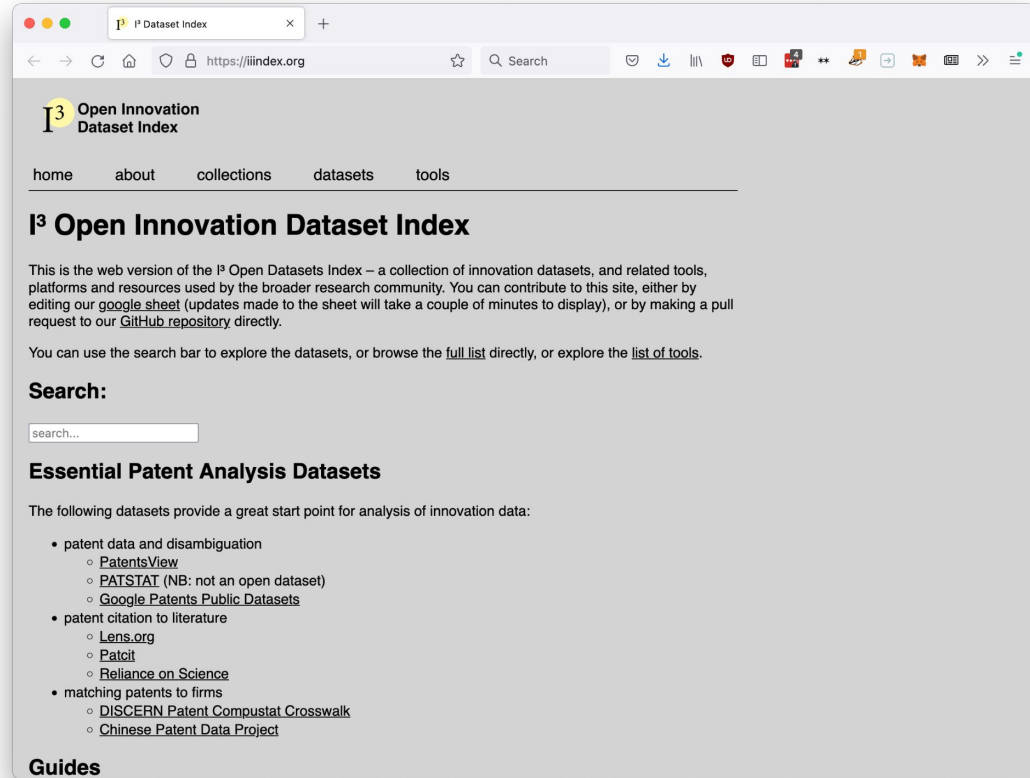 I³ I³ Dataset Index × +
https://iiindex.org
Search
4
1
I³ Open Innovation
Dataset Index
home about collections datasets tools
I³ Open Innovation Dataset Index
This is the web version of the I³ Open Datasets Index – a collection of innovation datasets, and related tools,
platforms and resources used by the broader research community. You can contribute to this site, either by
editing our google sheet (updates made to the sheet will take a couple of minutes to display), or by making a pull
request to our GitHub repository directly.
You can use the search bar to explore the datasets, or browse the full list directly, or explore the list of tools.
Search:
search...
Essential Patent Analysis Datasets
The following datasets provide a great start point for analysis of innovation data:
• patent data and disambiguation
◦ PatentsView
◦ PATSTAT (NB: not an open dataset)
◦ Google Patents Public Datasets
• patent citation to literature
◦ Lens.org
◦ Patcit
◦ Reliance on Science
• matching patents to firms
◦ DISCERN Patent Compustat Crosswalk
◦ Chinese Patent Data Project
Guides